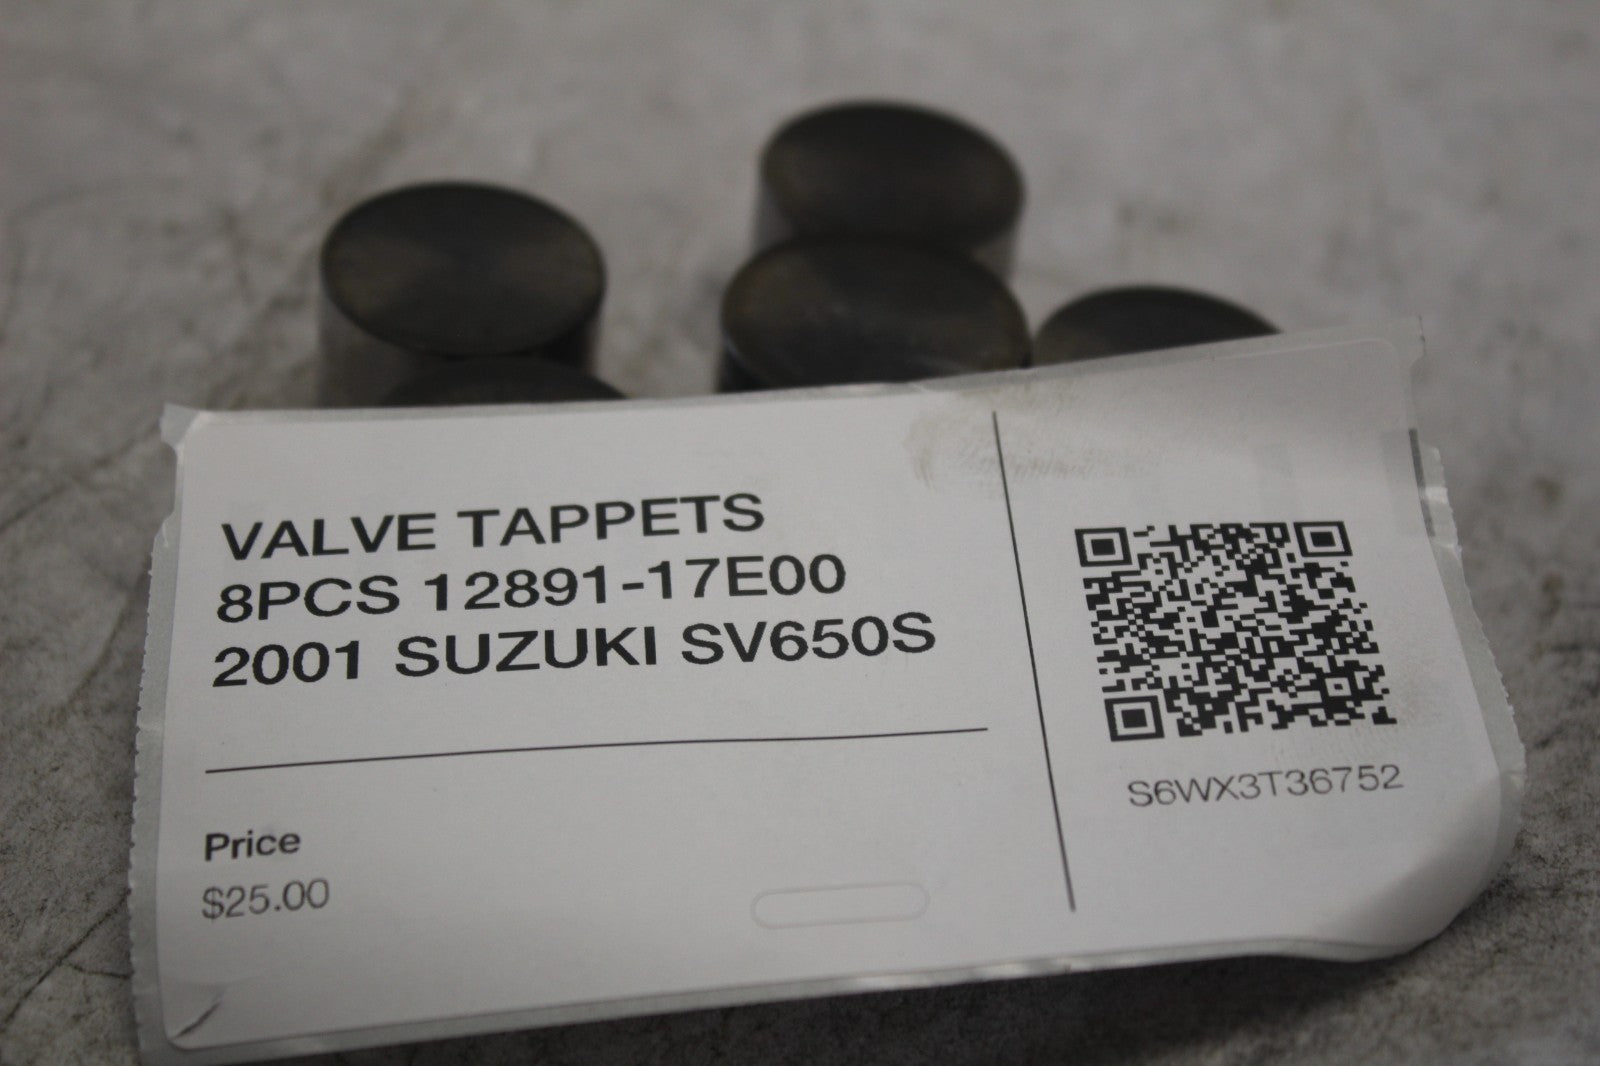 VALVE TAPPETS
8PCS 12891-17E00
2001 SUZUKI SV650S
Price
$25.00
S6WX3T36752